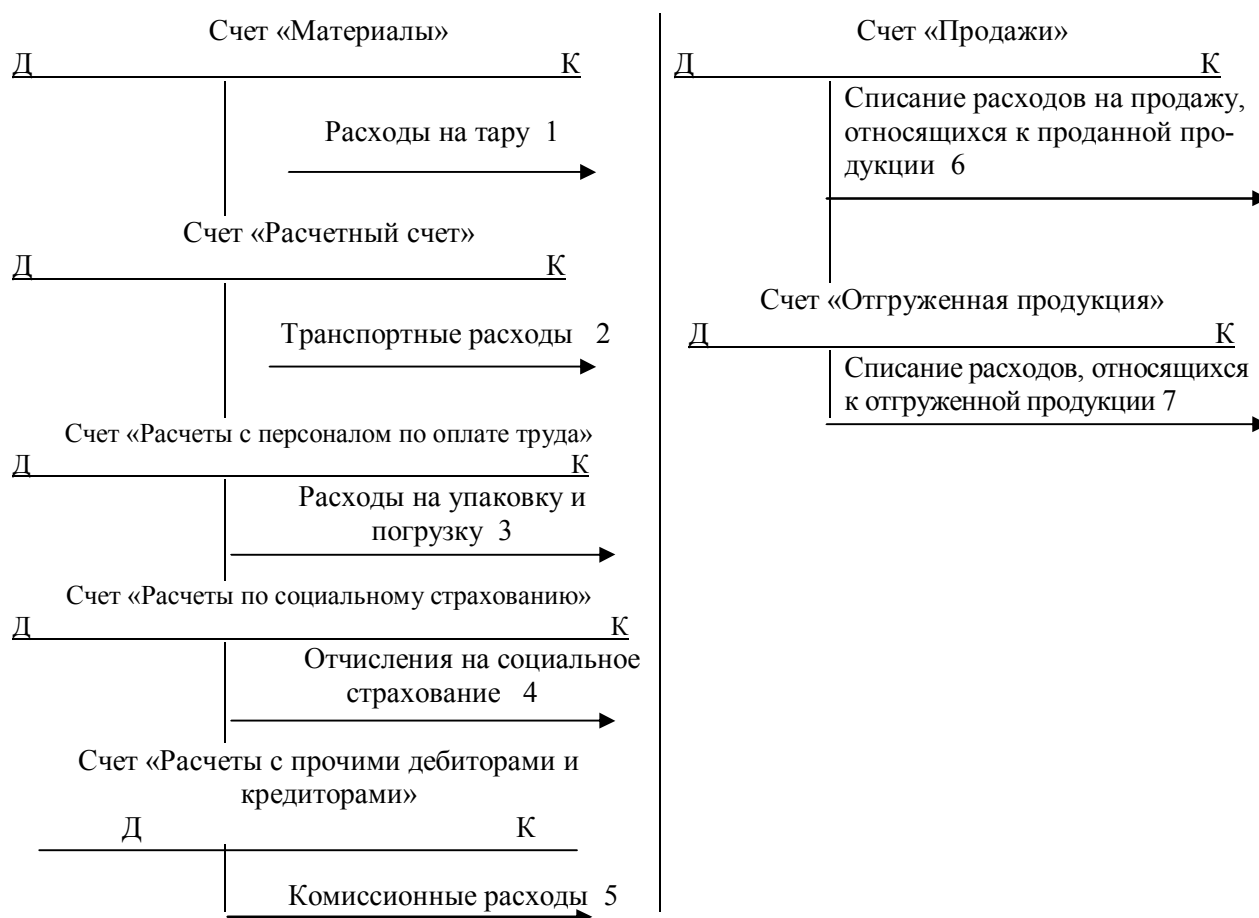 Счет «Материалы»
Д К
Расходы на тару 1
Счет «Расчетный счет»
Д К
Транспортные расходы 2
Счет «Расчеты с персоналом по оплате труда»
Д К
Расходы на упаковку и
погрузку 3
Счет «Расчеты по социальному страхованию»
Д К
Отчисления на социальное
страхование 4
Счет «Расчеты с прочими дебиторами и
кредиторами»
Д К
Комиссионные расходы 5
Счет «Продажи»
Д К
Списание расходов на продажу,
относящихся к проданной про-
дукции 6
Счет «Отгруженная продукция»
Д К
Списание расходов, относящихся
к отгруженной продукции 7